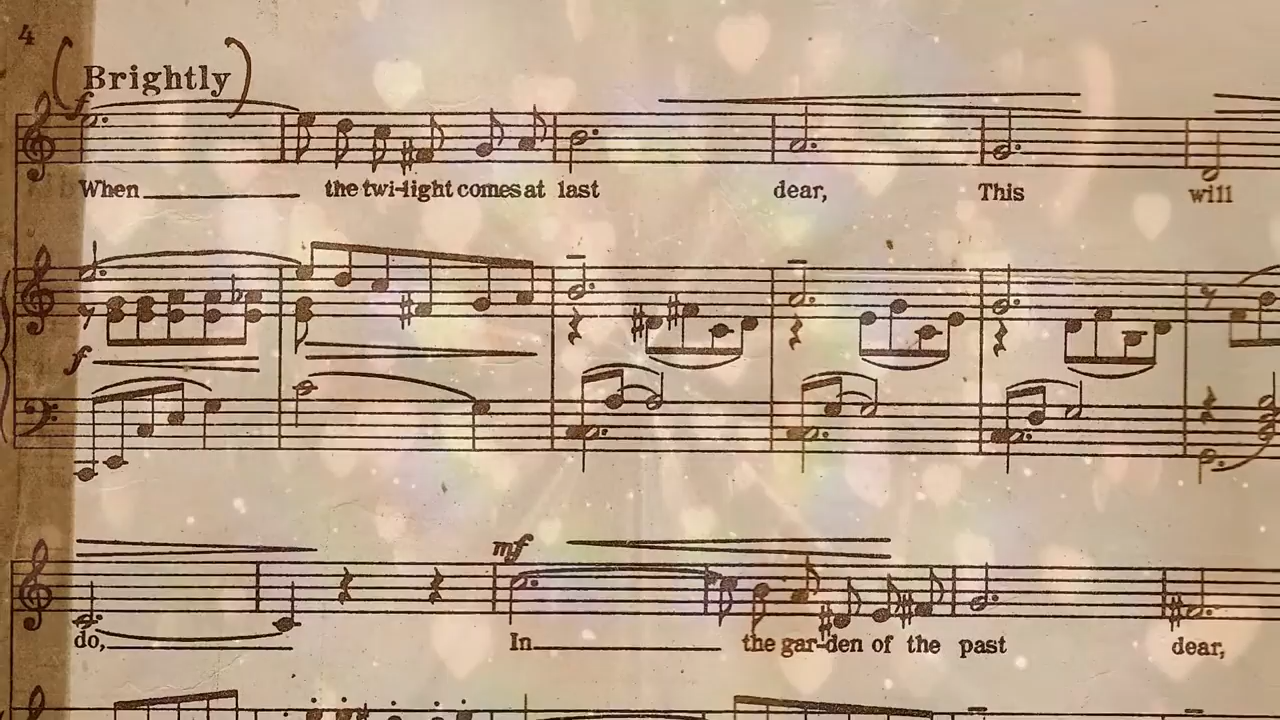 4
(Brightly)
f
When the twi-light comes at last dear, This will
f
mf
do, In the gar-den of the past dear,